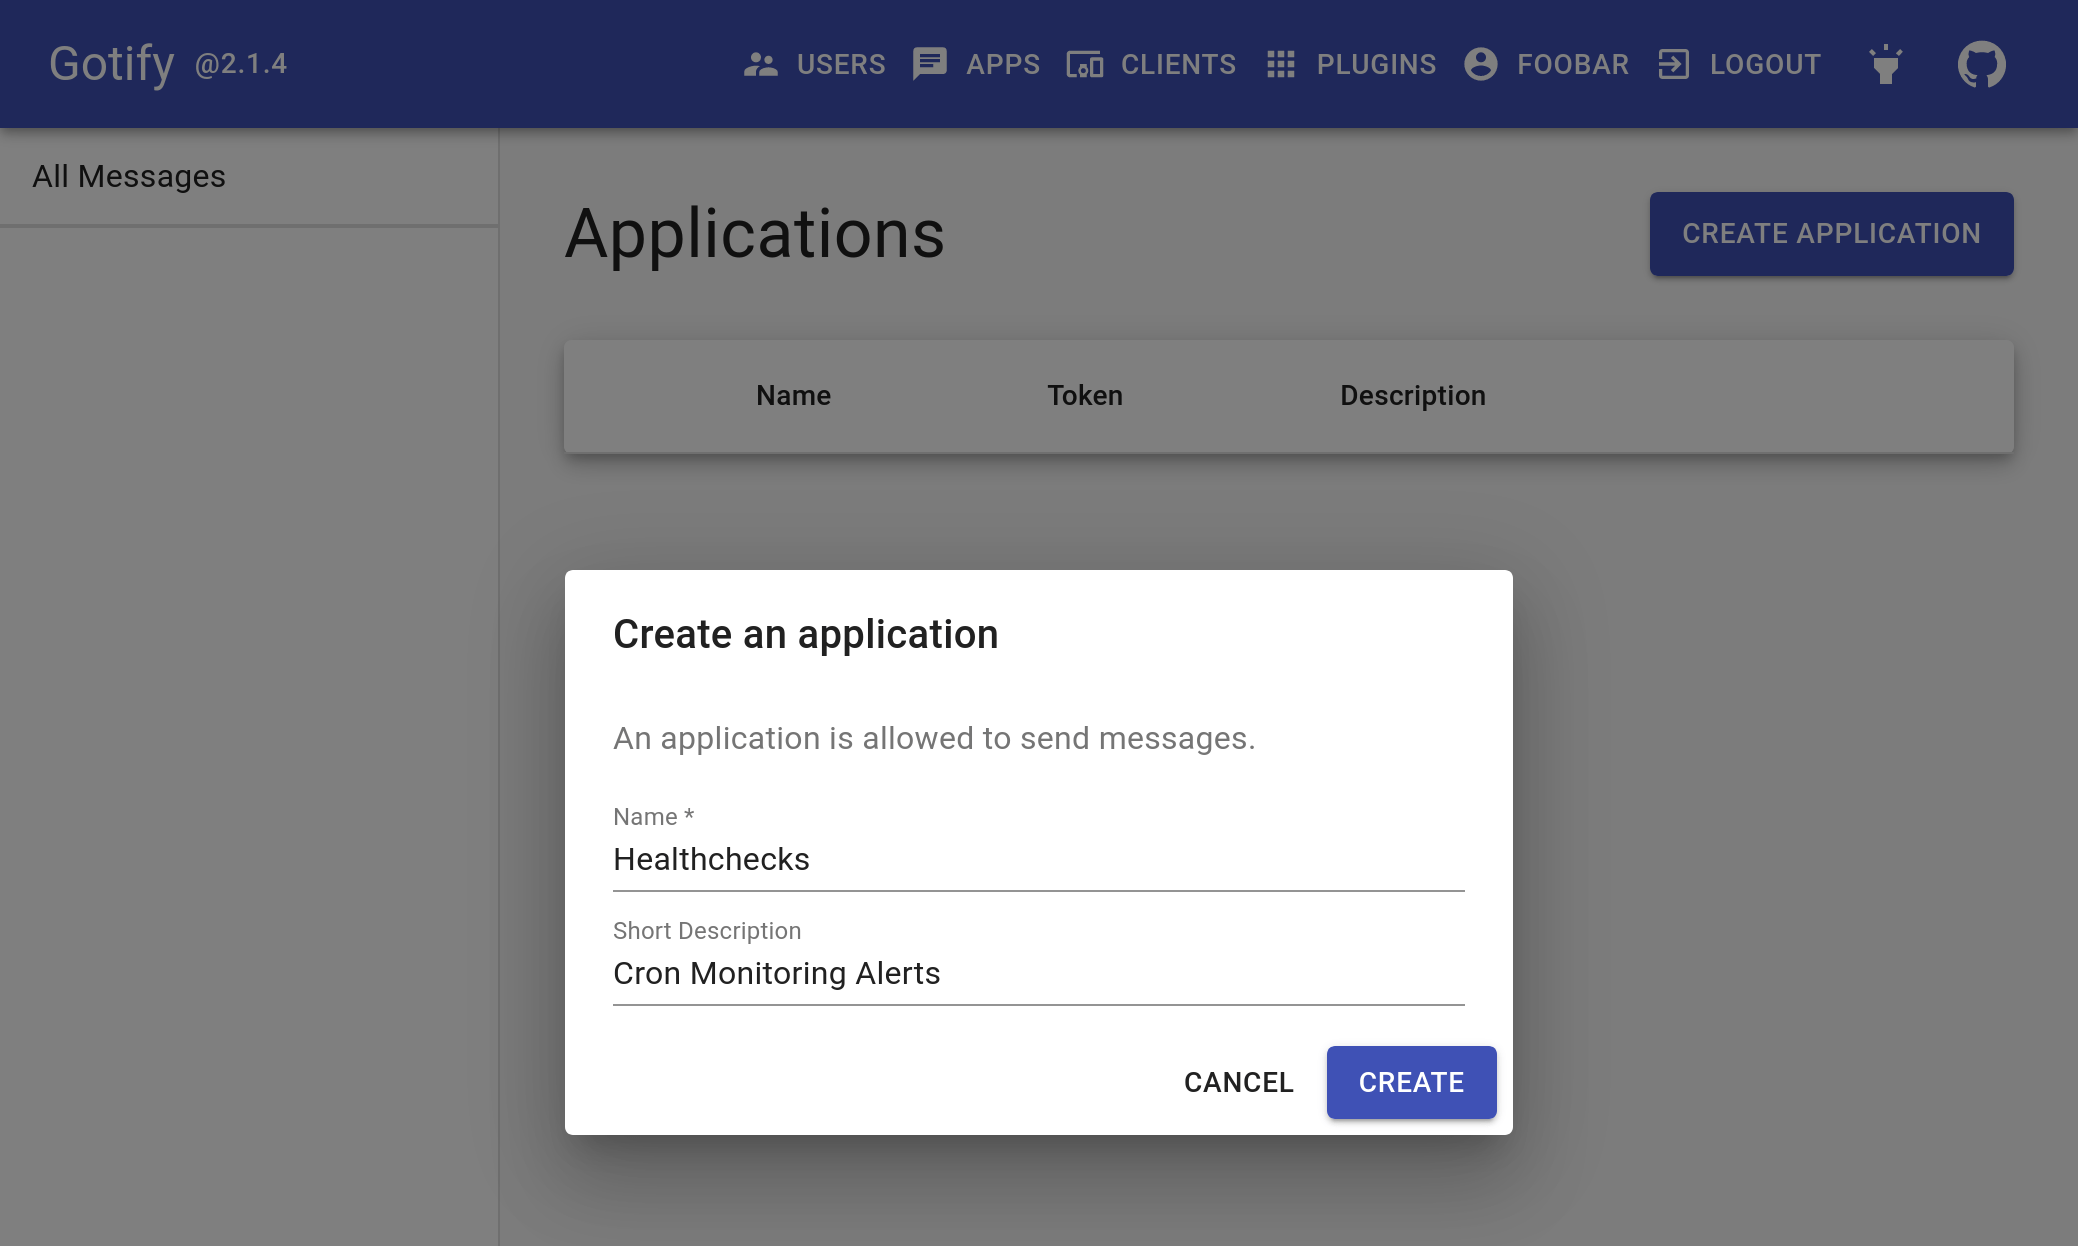 Gotify @2.1.4 USERS APPS CLIENTS PLUGINS FOOBAR LOGOUT
All Messages
Applications CREATE APPLICATION
Name Token Description
Create an application
An application is allowed to send messages.
Name *
Healthchecks
Short Description
Cron Monitoring Alerts
CANCEL CREATE